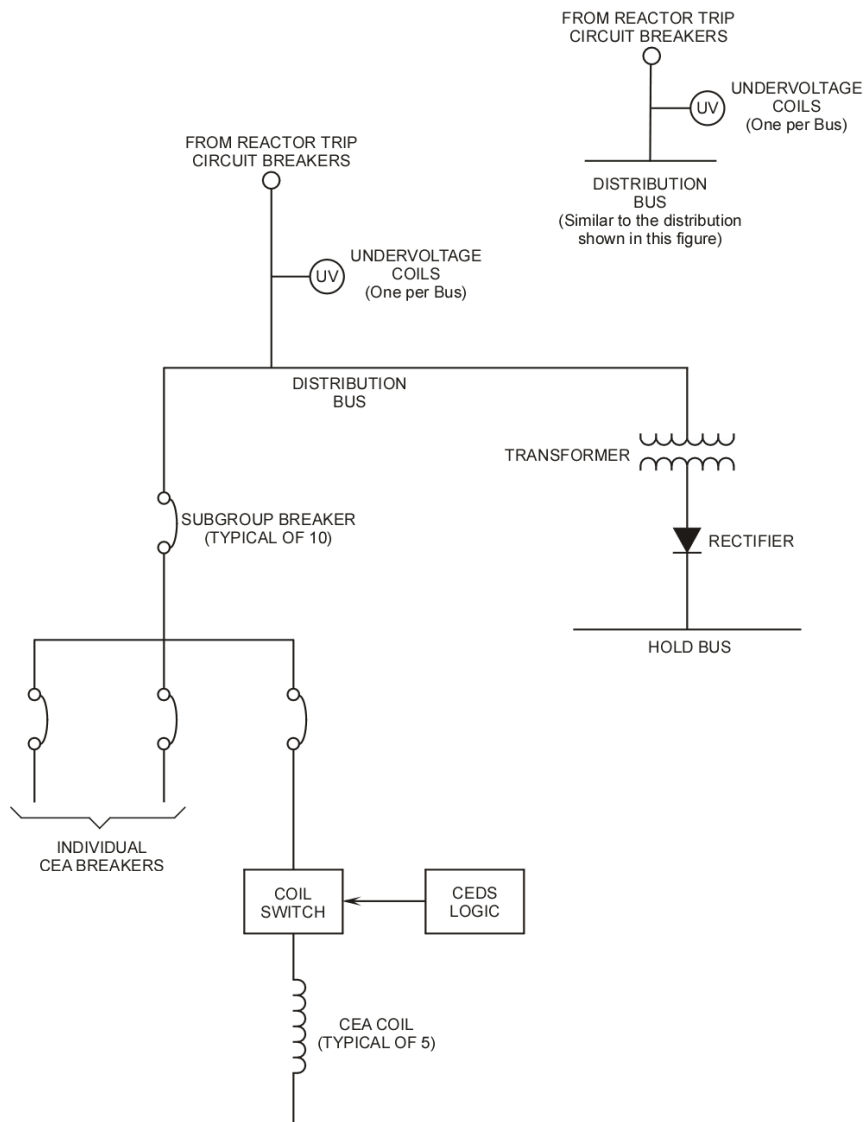 FROM REACTOR TRIP
CIRCUIT BREAKERS
UV
UNDERVOLTAGE
COILS
(One per Bus)
DISTRIBUTION
BUS
(Similar to the distribution
shown in this figure)
FROM REACTOR TRIP
CIRCUIT BREAKERS
UV
UNDERVOLTAGE
COILS
(One per Bus)
DISTRIBUTION
BUS
TRANSFORMER
SUBGROUP BREAKER
(TYPICAL OF 10)
RECTIFIER
HOLD BUS
INDIVIDUAL
CEA BREAKERS
COIL
SWITCH
CEDS
LOGIC
CEA COIL
(TYPICAL OF 5)